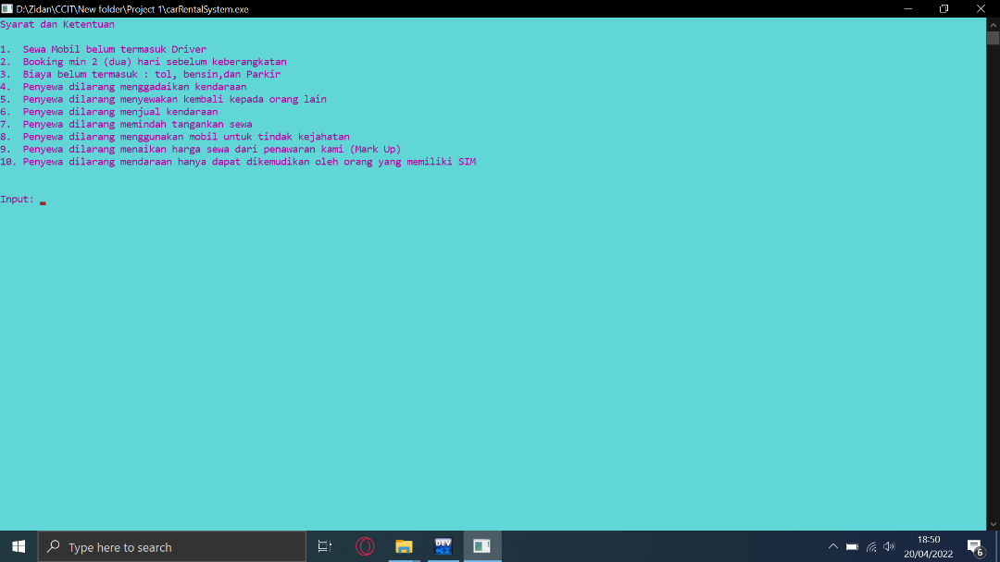 D:\Zidan\CCIT\New folder\Project 1\carRentalSystem.exe
Syarat dan Ketentuan
1. Sewa Mobil belum termasuk Driver
2. Booking min 2 (dua) hari sebelum keberangkatan
3. Biaya belum termasuk : tol, bensin,dan Parkir
4. Penyewa dilarang menggadaikan kendaraan
5. Penyewa dilarang menyewakan kembali kepada orang lain
6. Penyewa dilarang menjual kendaraan
7. Penyewa dilarang memindah tangankan sewa
8. Penyewa dilarang menggunakan mobil untuk tindak kejahatan
9. Penyewa dilarang menaikan harga sewa dari penawaran kami (Mark Up)
10. Penyewa dilarang mendaraan hanya dapat dikemudikan oleh orang yang memiliki SIM
Input:
Type here to search
DEV
18:50
20/04/2022
6